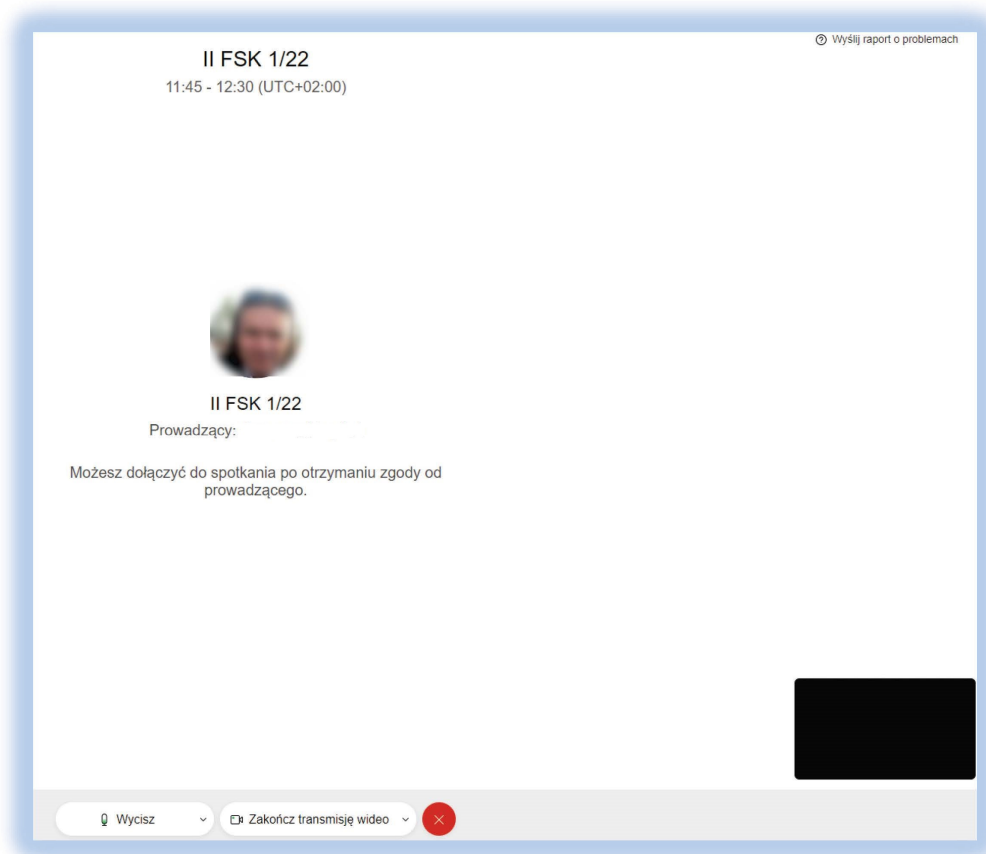 Wyślij raport o problemach
II FSK 1/22
11:45 - 12:30 (UTC+02:00)
II FSK 1/22
Prowadzący:
Możesz dołączyć do spotkania po otrzymaniu zgody od
prowadzącego.
Wycisz
Zakończ transmisję wideo